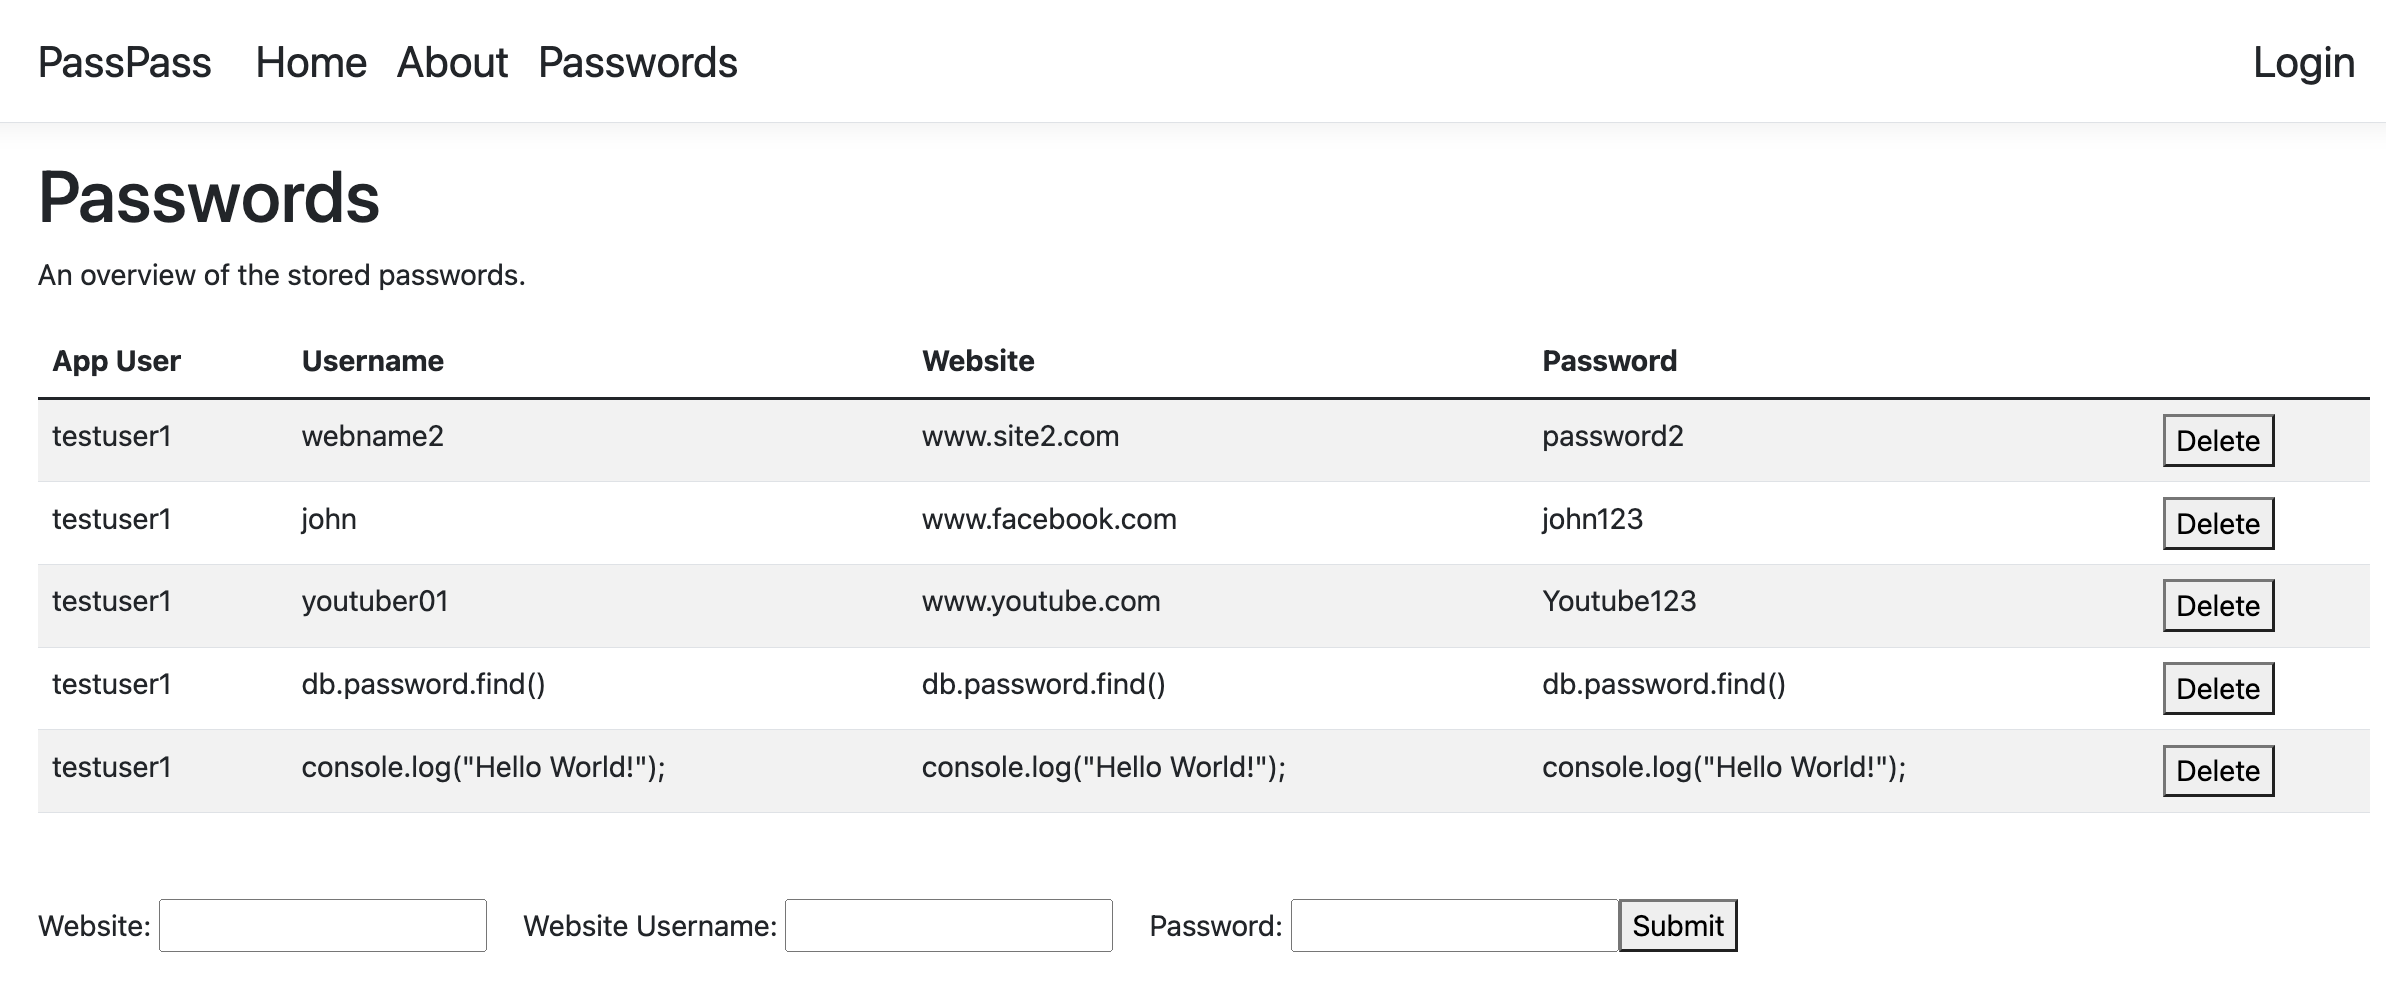 PassPass Home About Passwords Login
Passwords
An overview of the stored passwords.
App User Username Website Password
testuser1 webname2 www.site2.com password2 Delete
testuser1 john www.facebook.com john123 Delete
testuser1 youtuber01 www.youtube.com Youtube123 Delete
testuser1 db.password.find() db.password.find() db.password.find() Delete
testuser1 console.log("Hello World!"); console.log("Hello World!"); console.log("Hello World!"); Delete
Website: Website Username: Password: Submit